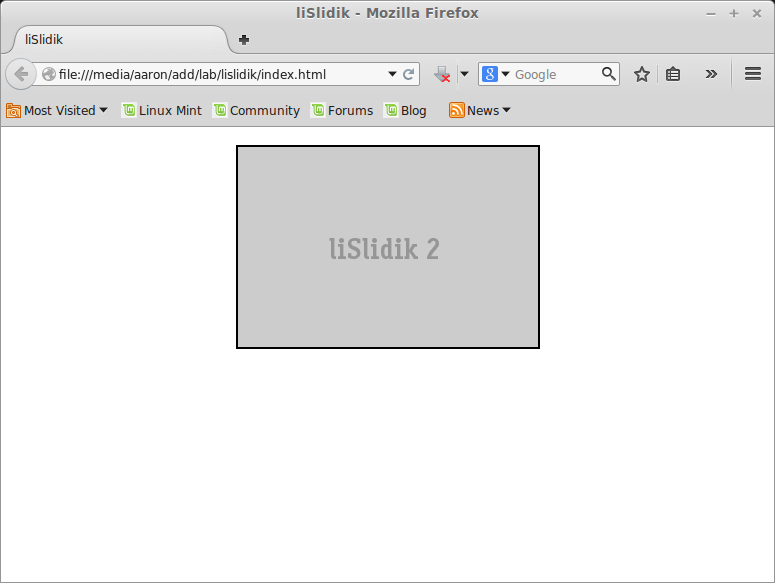 liSlidik - Mozilla Firefox
liSlidik
file:///media/aaron/add/lab/lislidik/index.html
Google
Most Visited Linux Mint Community Forums Blog News
liSlidik 2